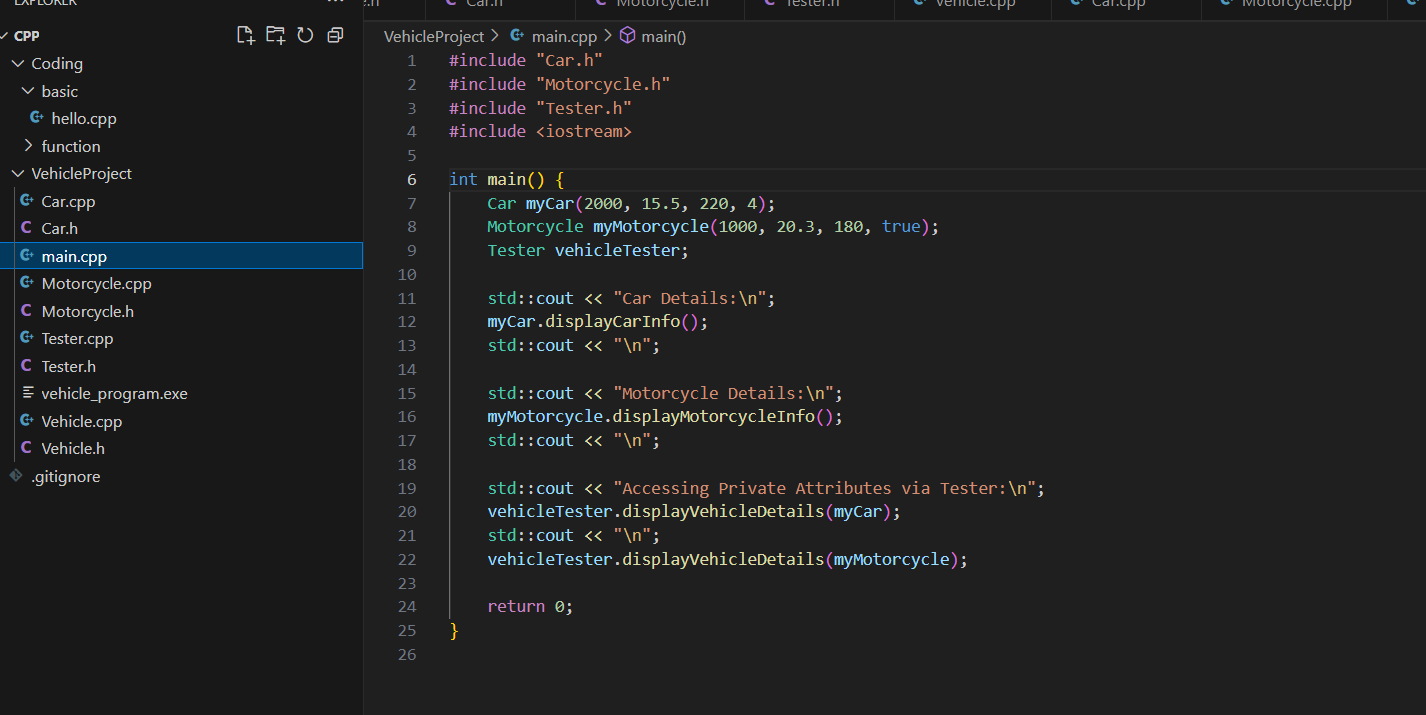 EXPLORER
CPP
Coding
basic
hello.cpp
function
VehicleProject
Car.cpp
Car.h
main.cpp
Motorcycle.cpp
Motorcycle.h
Tester.cpp
Tester.h
vehicle_program.exe
Vehicle.cpp
Vehicle.h
.gitignore
Car.h Motorcycle.h Tester.h Vehicle.cpp Car.cpp Motorcycle.cpp
VehicleProject > main.cpp > main()
1 #include "Car.h"
2 #include "Motorcycle.h"
3 #include "Tester.h"
4 #include <iostream>
5
6 int main() {
7 Car myCar(2000, 15.5, 220, 4);
8 Motorcycle myMotorcycle(1000, 20.3, 180, true);
9 Tester vehicleTester;
10
11 std::cout << "Car Details:\n";
12 myCar.displayCarInfo();
13 std::cout << "\n";
14
15 std::cout << "Motorcycle Details:\n";
16 myMotorcycle.displayMotorcycleInfo();
17 std::cout << "\n";
18
19 std::cout << "Accessing Private Attributes via Tester:\n";
20 vehicleTester.displayVehicleDetails(myCar);
21 std::cout << "\n";
22 vehicleTester.displayVehicleDetails(myMotorcycle);
23
24 return 0;
25 }
26